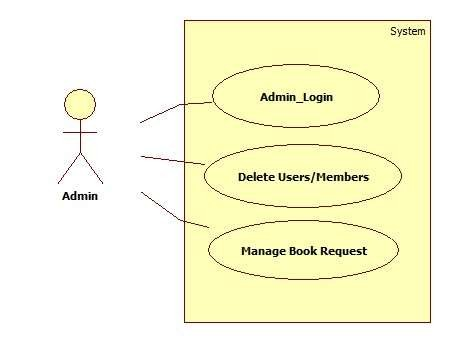 System
Admin_Login
Delete Users/Members
Admin
Manage Book Request